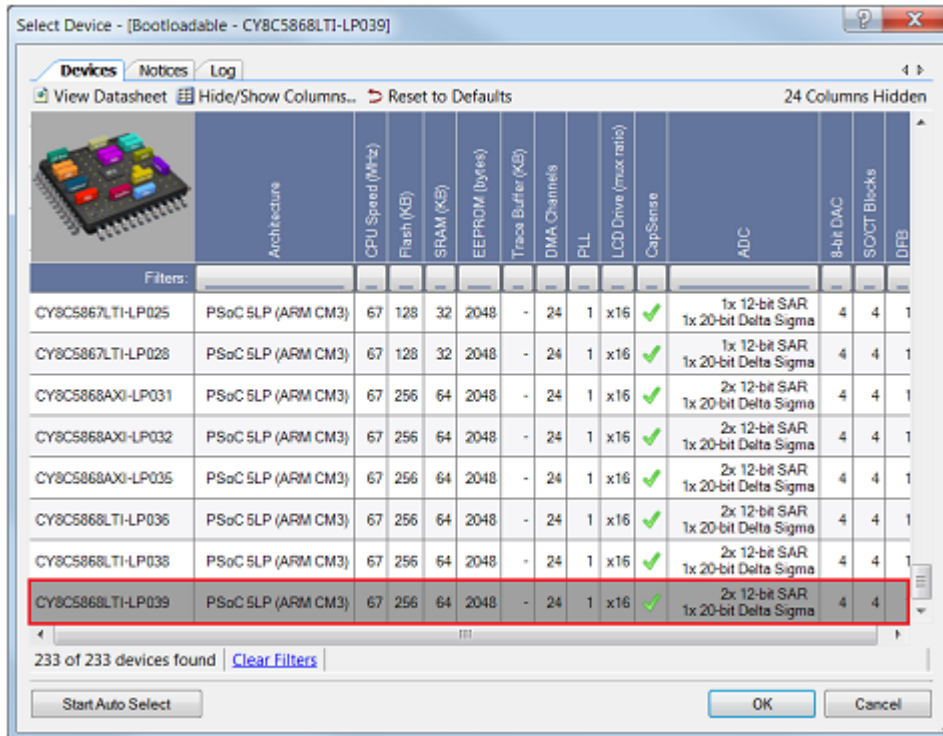 Select Device - [Bootloadable - CY8C5868LTI-LP039]
Devices Notices Log
View Datasheet Hide/Show Columns... Reset to Defaults 24 Columns Hidden
Architecture CPU Speed (MHz) Flash (KB) SRAM (KB) EEPROM (bytes) Trace Buffer (KB) DMA Channels PLL LCD Drive (mux ratio) CapSense ADC 8-bit DAC SC/CT Blocks DFB
Filters:
CY8C5867LTI-LP025 PSoC 5LP (ARM CM3) 67 128 32 2048 - 24 1 x16 1x 12-bit SAR 4 4 1
1x 20-bit Delta Sigma
CY8C5867LTI-LP028 PSoC 5LP (ARM CM3) 67 128 32 2048 - 24 1 x16 1x 12-bit SAR 4 4 1
1x 20-bit Delta Sigma
CY8C5868AXI-LP031 PSoC 5LP (ARM CM3) 67 256 64 2048 - 24 1 x16 2x 12-bit SAR 4 4 1
1x 20-bit Delta Sigma
CY8C5868AXI-LP032 PSoC 5LP (ARM CM3) 67 256 64 2048 - 24 1 x16 2x 12-bit SAR 4 4 1
1x 20-bit Delta Sigma
CY8C5868AXI-LP035 PSoC 5LP (ARM CM3) 67 256 64 2048 - 24 1 x16 2x 12-bit SAR 4 4 1
1x 20-bit Delta Sigma
CY8C5868LTI-LP036 PSoC 5LP (ARM CM3) 67 256 64 2048 - 24 1 x16 2x 12-bit SAR 4 4 1
1x 20-bit Delta Sigma
CY8C5868LTI-LP038 PSoC 5LP (ARM CM3) 67 256 64 2048 - 24 1 x16 2x 12-bit SAR 4 4 1
1x 20-bit Delta Sigma
CY8C5868LTI-LP039 PSoC 5LP (ARM CM3) 67 256 64 2048 - 24 1 x16 2x 12-bit SAR 4 4
1x 20-bit Delta Sigma
233 of 233 devices found Clear Filters
Start Auto Select OK Cancel